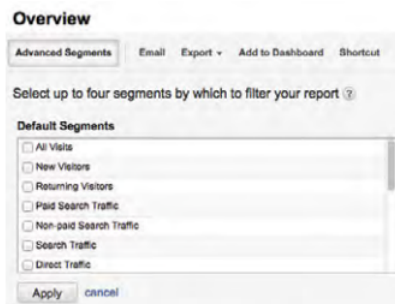 Overview
Advanced Segments Email Export Add to Dashboard Shortcut
Select up to four segments by which to filter your report ?
Default Segments
All Visits
New Visitors
Returning Visitors
Paid Search Traffic
Non-paid Search Traffic
Search Traffic
Direct Traffic
Apply cancel